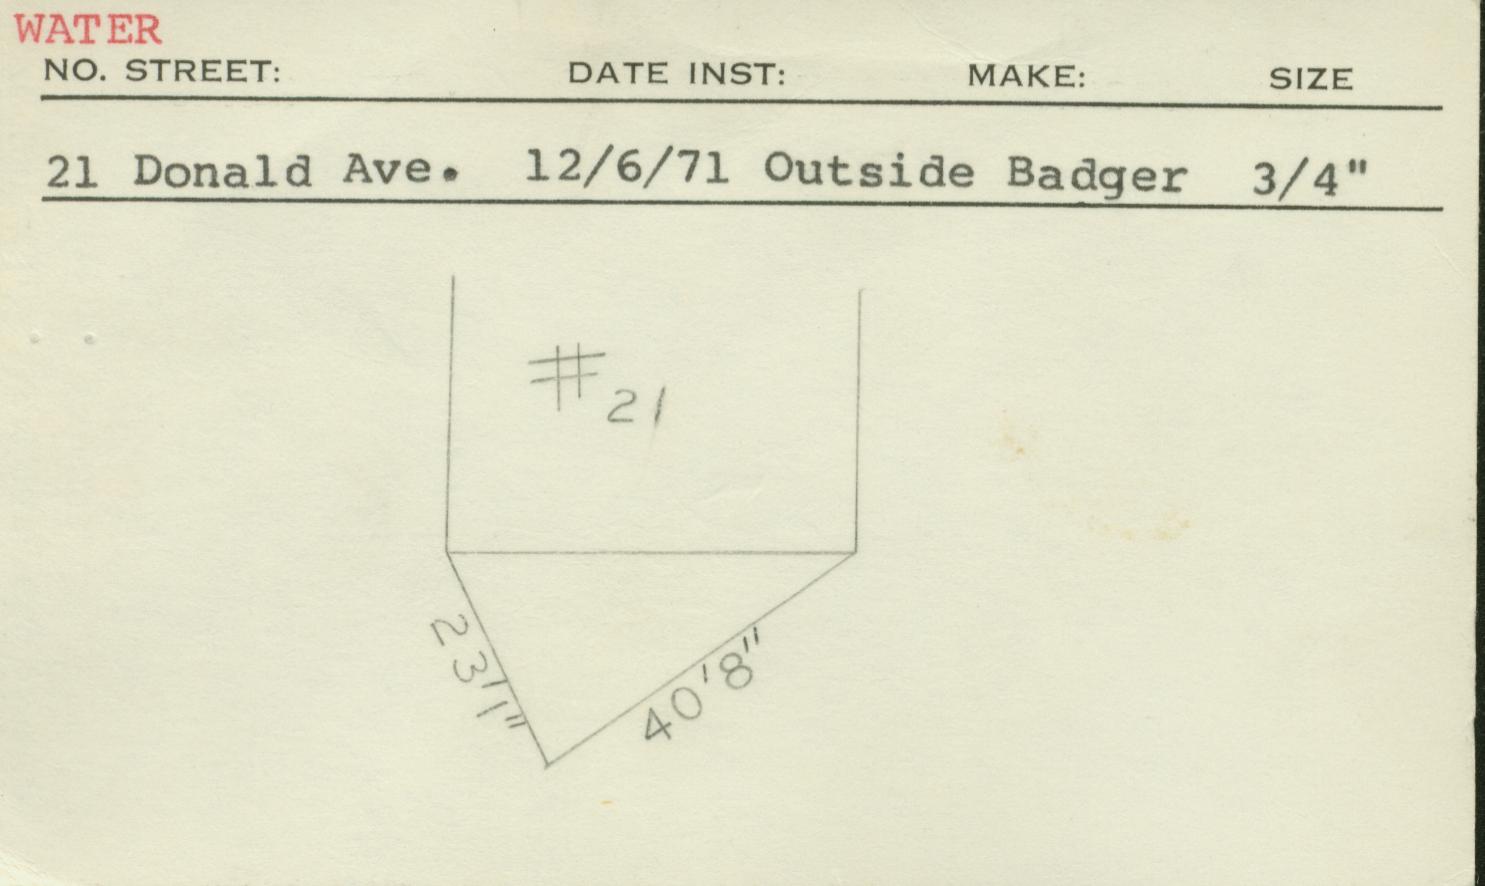 WATER
NO. STREET: DATE INST: MAKE: SIZE
21 Donald Ave. 12/6/71 Outside Badger 3/4"
#21
23'1"
40'8"